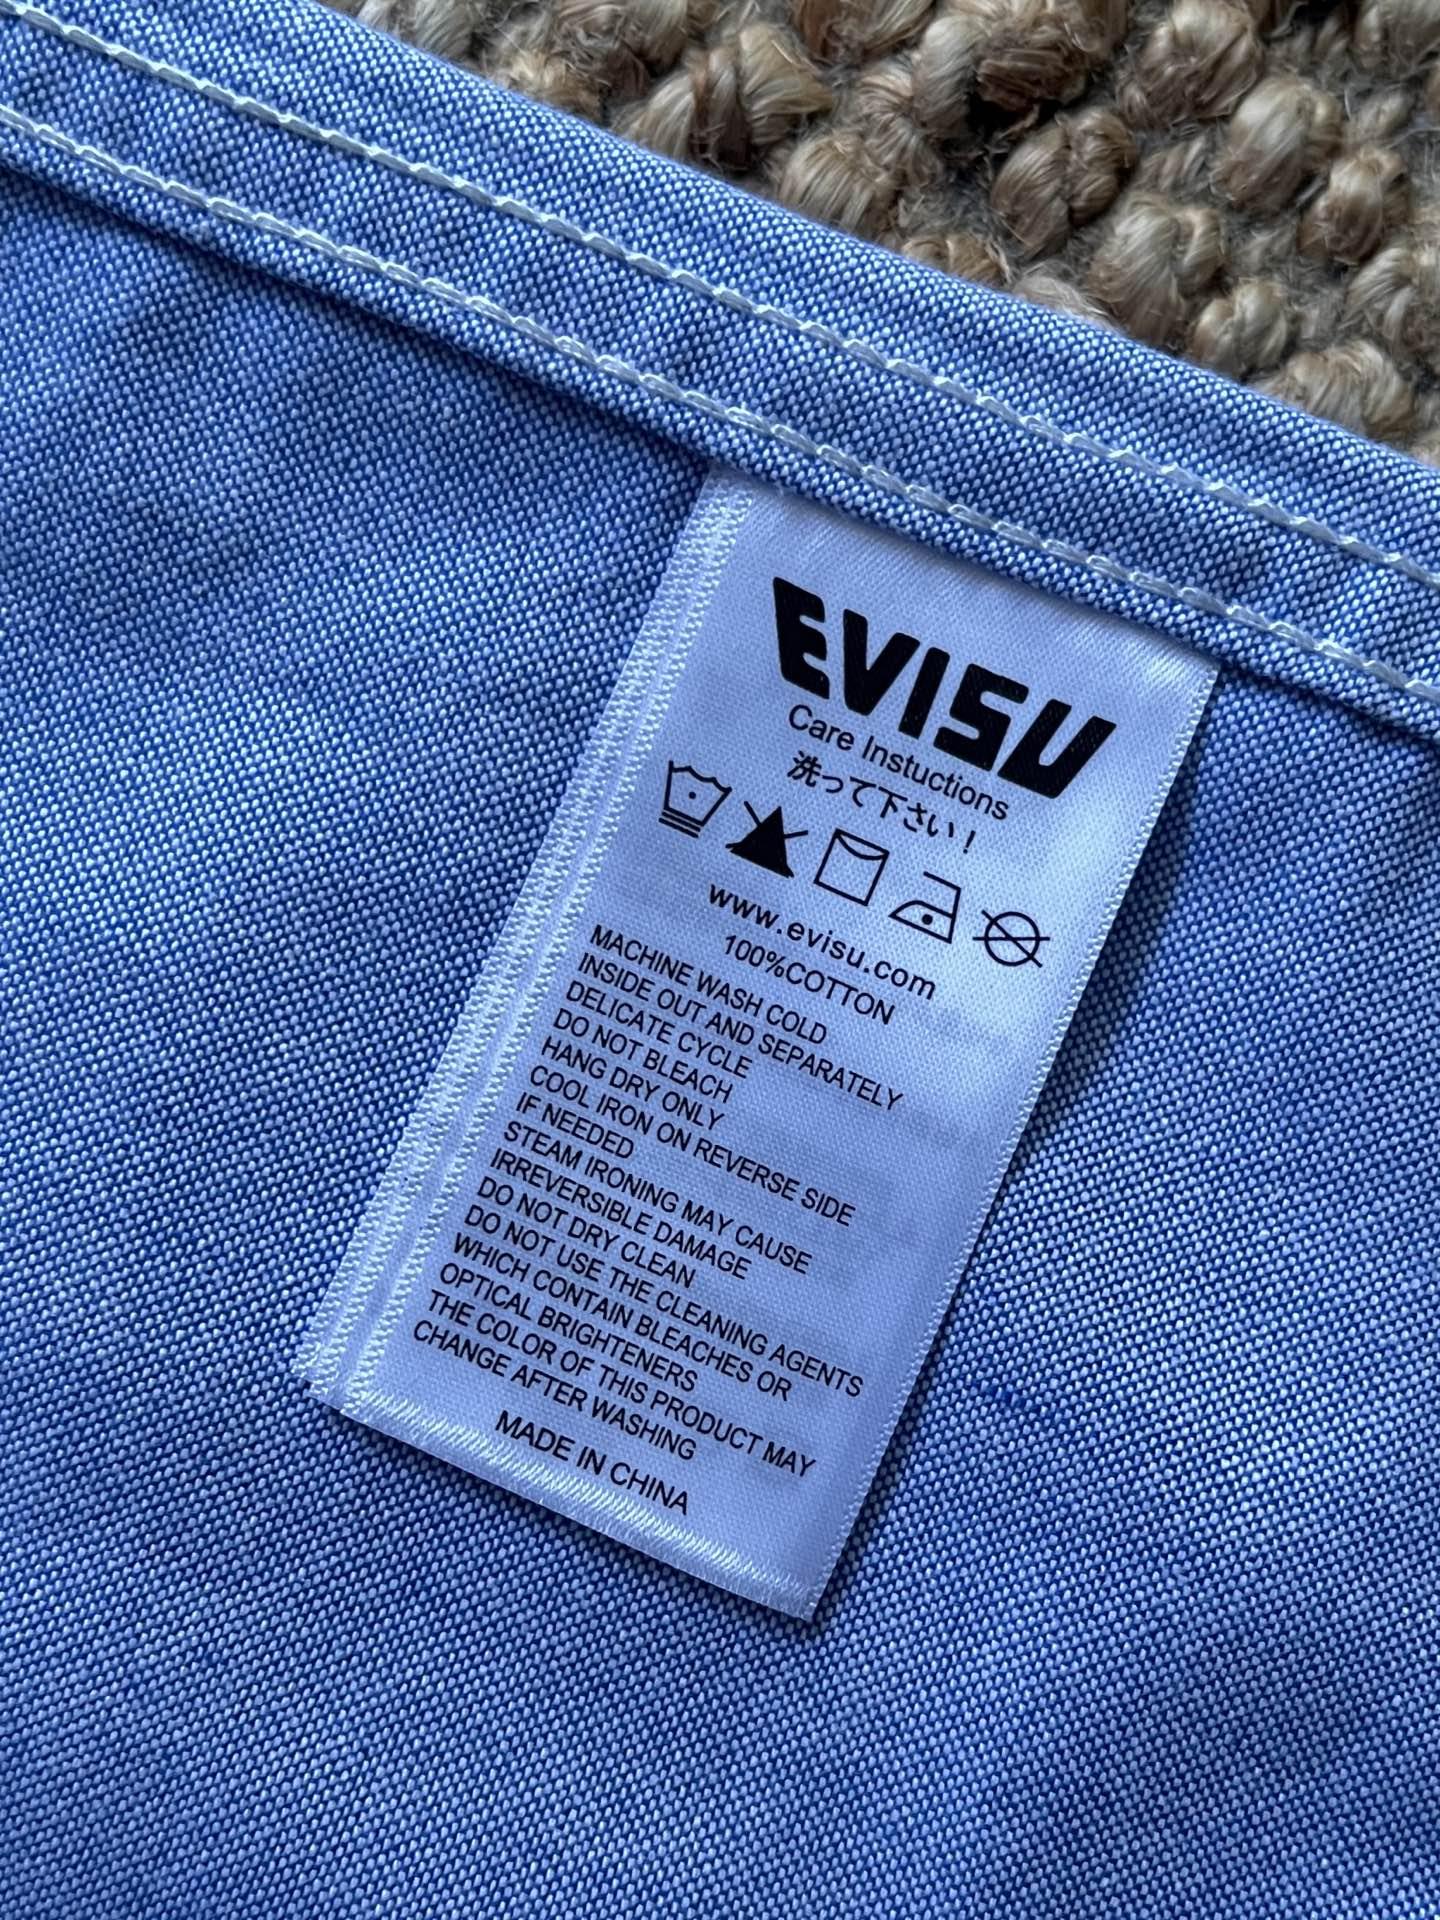 EVISU
Care Instuctions
洗って下さい！
www.evisu.com
100%COTTON
MACHINE WASH COLD
INSIDE OUT AND SEPARATELY
DELICATE CYCLE
DO NOT BLEACH
HANG DRY ONLY
COOL IRON ON REVERSE SIDE
IF NEEDED
STEAM IRONING MAY CAUSE
IRREVERSIBLE DAMAGE
DO NOT DRY CLEAN
DO NOT USE THE CLEANING AGENTS
WHICH CONTAIN BLEACHES OR
OPTICAL BRIGHTENERS
THE COLOR OF THIS PRODUCT MAY
CHANGE AFTER WASHING
MADE IN CHINA